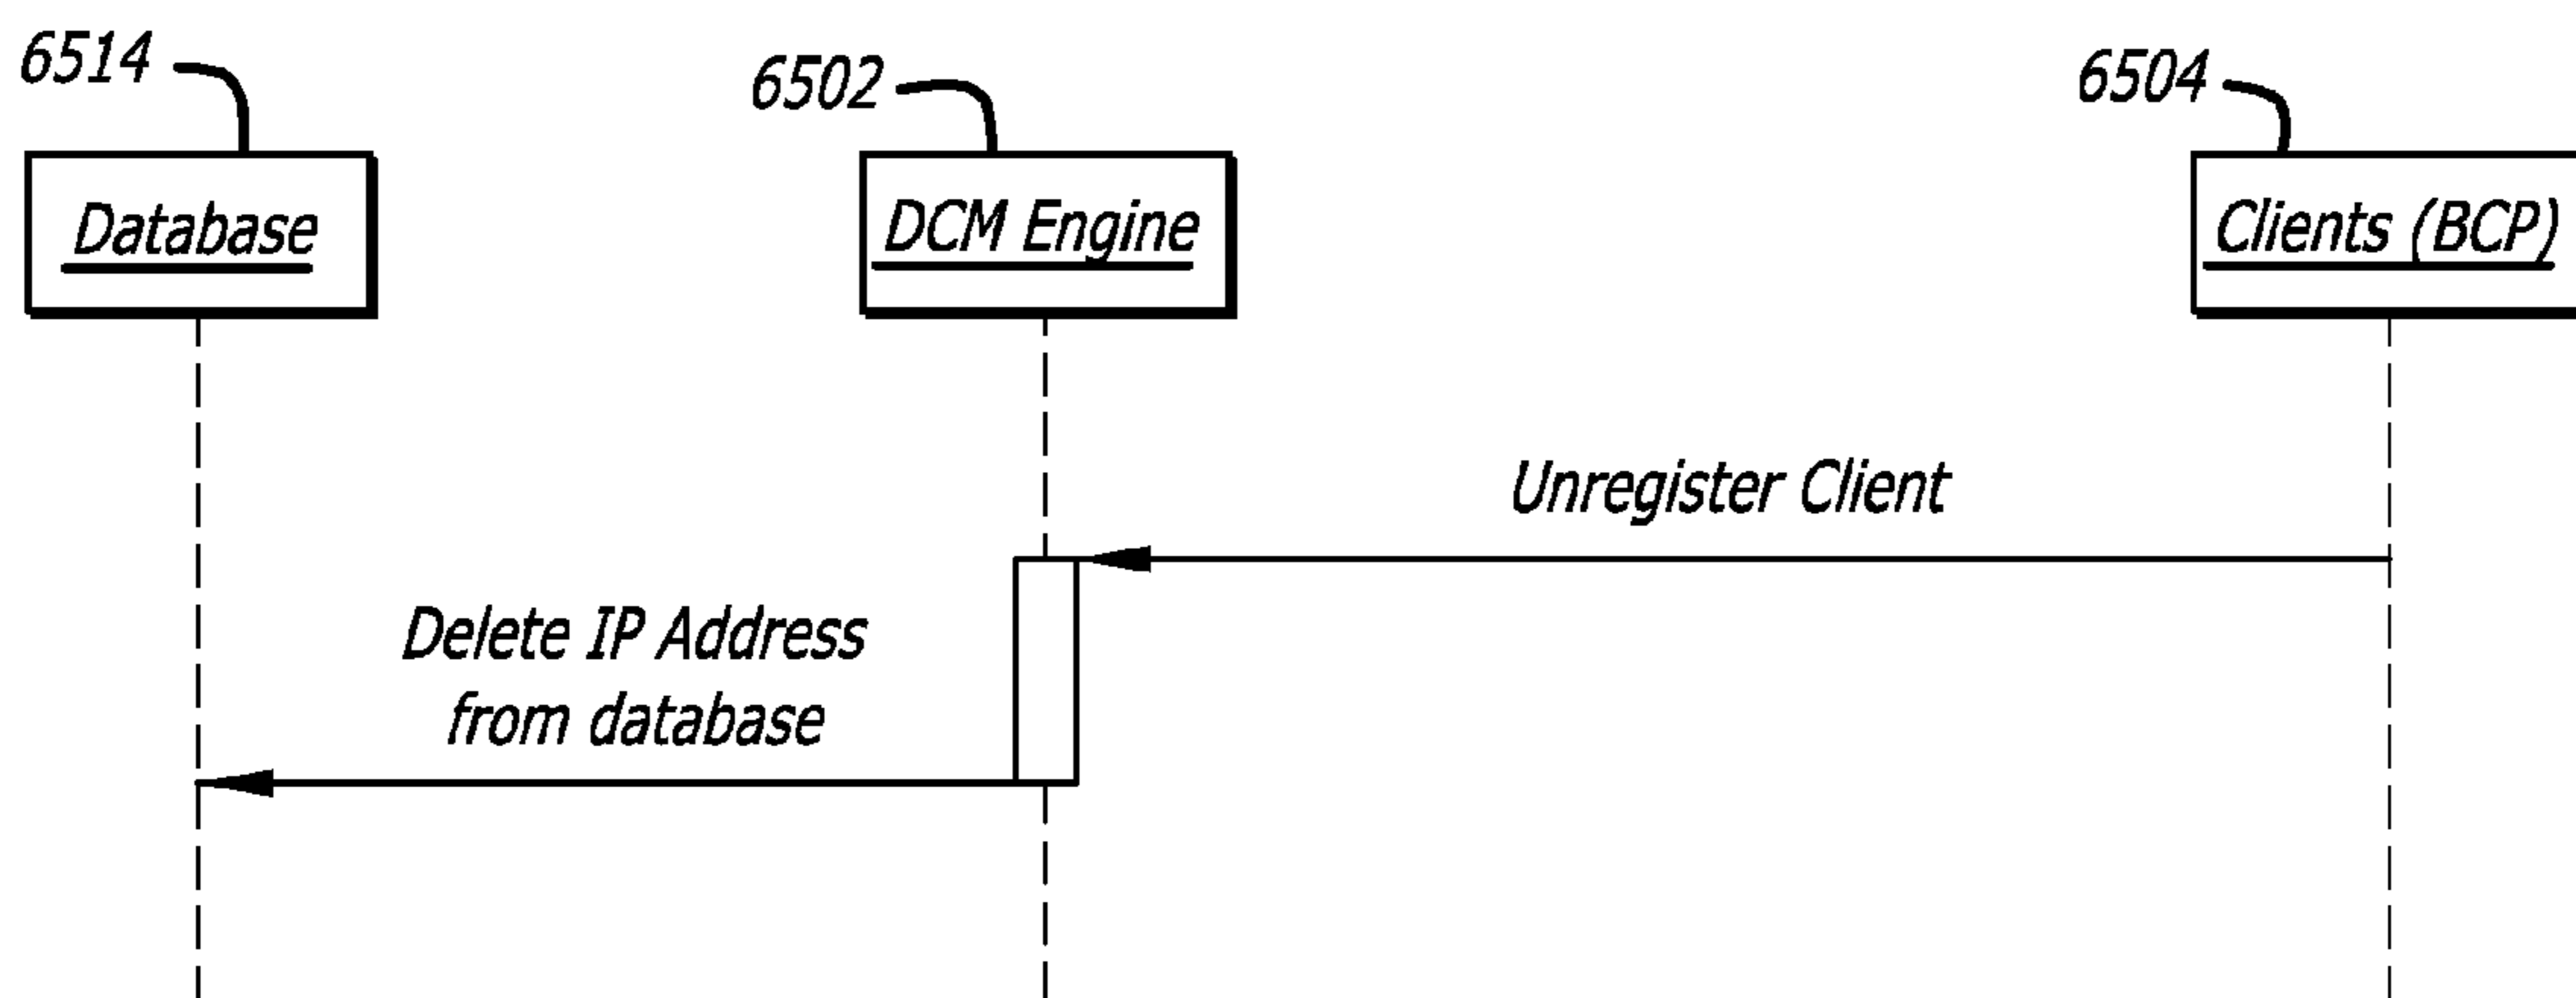 6514
6502
6504
Database
DCM Engine
Clients (BCP)
Unregister Client
Delete IP Address
from database